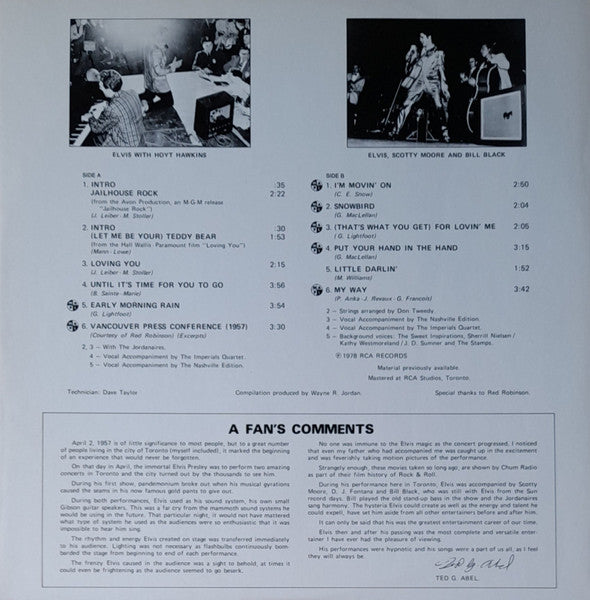 ELVIS WITH HOYT HAWKINS
ELVIS, SCOTTY MOORE AND BILL BLACK
SIDE A
1. INTRO :35
JAILHOUSE ROCK 2:22
(from the Avon Production, an M-G-M release
"Jailhouse Rock")
(J. Leiber - M. Stoller)
2. INTRO :30
(LET ME BE YOUR) TEDDY BEAR 1:53
(from the Hall Wallis - Paramount film "Loving You")
(Mann - Lowe)
3. LOVING YOU 2:15
(J. Leiber - M. Stoller)
4. UNTIL IT'S TIME FOR YOU TO GO 3:56
(B. Sainte-Marie)
5. EARLY MORNING RAIN 3:54
(G. Lightfoot)
6. VANCOUVER PRESS CONFERENCE (1957) 3:30
(Courtesy of Red Robinson) (Excerpts)
2, 3 – With The Jordanaires.
4 – Vocal Accompaniment by The Imperials Quartet.
5 – Vocal Accompaniment by The Nashville Edition.
SIDE B
1. I'M MOVIN' ON 2:50
(C. E. Snow)
2. SNOWBIRD 2:04
(G. MacLellan)
3. (THAT'S WHAT YOU GET) FOR LOVIN' ME 2:05
(G. Lightfoot)
4. PUT YOUR HAND IN THE HAND 3:15
(G. MacLellan)
5. LITTLE DARLIN' 1:52
(M. Williams)
6. MY WAY 3:42
(P. Anka - J. Revaux - G. Francois)
2 – Strings arranged by Don Tweedy.
3 – Vocal Accompaniment by The Nashville Edition.
4 – Vocal Accompaniment by The Imperials Quartet.
5 – Background voices: The Sweet Inspirations, Sherrill Nielsen /
Kathy Westmoreland / J. D. Sumner and The Stamps.
℗ 1978 RCA RECORDS
Material previously available.
Mastered at RCA Studios, Toronto.
Technician: Dave Taylor
Compilation produced by Wayne R. Jordan.
Special thanks to Red Robinson.
A FAN'S COMMENTS
April 2, 1957 is of little significance to most people, but to a great number
of people living in the city of Toronto (myself included), it marked the beginning
of an experience that would never be forgotten.
On that day in April, the immortal Elvis Presley was to perform two amazing
concerts in Toronto and the city turned out by the thousands to see him.
During his first show, pandemonium broke out when his musical gyrations
caused the seams in his now famous gold pants to give out.
During both performances, Elvis used as his sound system, his own small
Gibson guitar speakers. This was a far cry from the mammoth sound systems he
would be using in the future. That particular night, it would not have mattered
what type of system he used as the audiences were so enthusiastic that it was
impossible to hear him sing.
The rhythm and energy Elvis created on stage was transferred immediately
to his audience. Lighting was not necessary as flashbulbs continuously bom-
barded the stage from beginning to end of each performance.
The frenzy Elvis caused in the audience was a sight to behold, at times it
could even be frightening as the audience seemed to go beserk.
No one was immune to the Elvis magic as the concert progressed. I noticed
that even my father who had accompanied me was caught up in the excitement
and was feverishly taking motion pictures of the performance.
Strangely enough, these movies taken so long ago, are shown by Chum Radio
as part of their film history of Rock & Roll.
During his performance here in Toronto, Elvis was accompanied by Scotty
Moore, D. J. Fontana and Bill Black, who was still with Elvis from the Sun
record days. Bill played the old stand-up bass in the show and the Jordanaires
sang harmony. The hysteria Elvis could create as well as the energy and talent he
could expell, have set him aside from all other entertainers before and after him.
It can only be said that his was the greatest entertainment career of our time.
Elvis then and after his passing was the most complete and versatile enter-
tainer I have ever had the pleasure of viewing.
His performances were hypnotic and his songs were a part of us all, as I feel
they will always be.
Ted G. Abel
TED G. ABEL